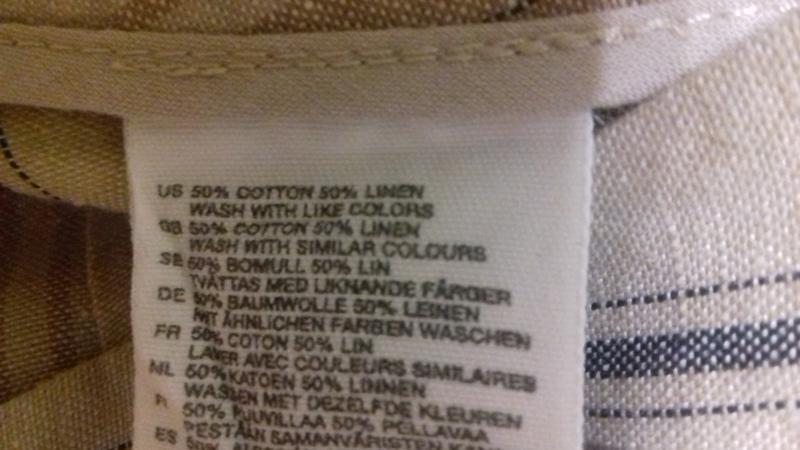 US 50% COTTON 50% LINEN
WASH WITH LIKE COLORS
GB 50% COTTON 50% LINEN
WASH WITH SIMILAR COLOURS
SE 50% BOMULL 50% LIN
TVÄTTAS MED LIKNANDE FÄRGER
DE 50% BAUMWOLLE 50% LEINEN
MIT ÄHNLICHEN FARBEN WASCHEN
FR 50% COTON 50% LIN
LAVER AVEC COULEURS SIMILAIRES
NL 50% KATOEN 50% LINNEN
WASSEN MET DEZELFDE KLEUREN
50% PUUVILLAA 50% PELLAVAA
PESTÄÄN SAMANVÄRISTEN
ES 50%